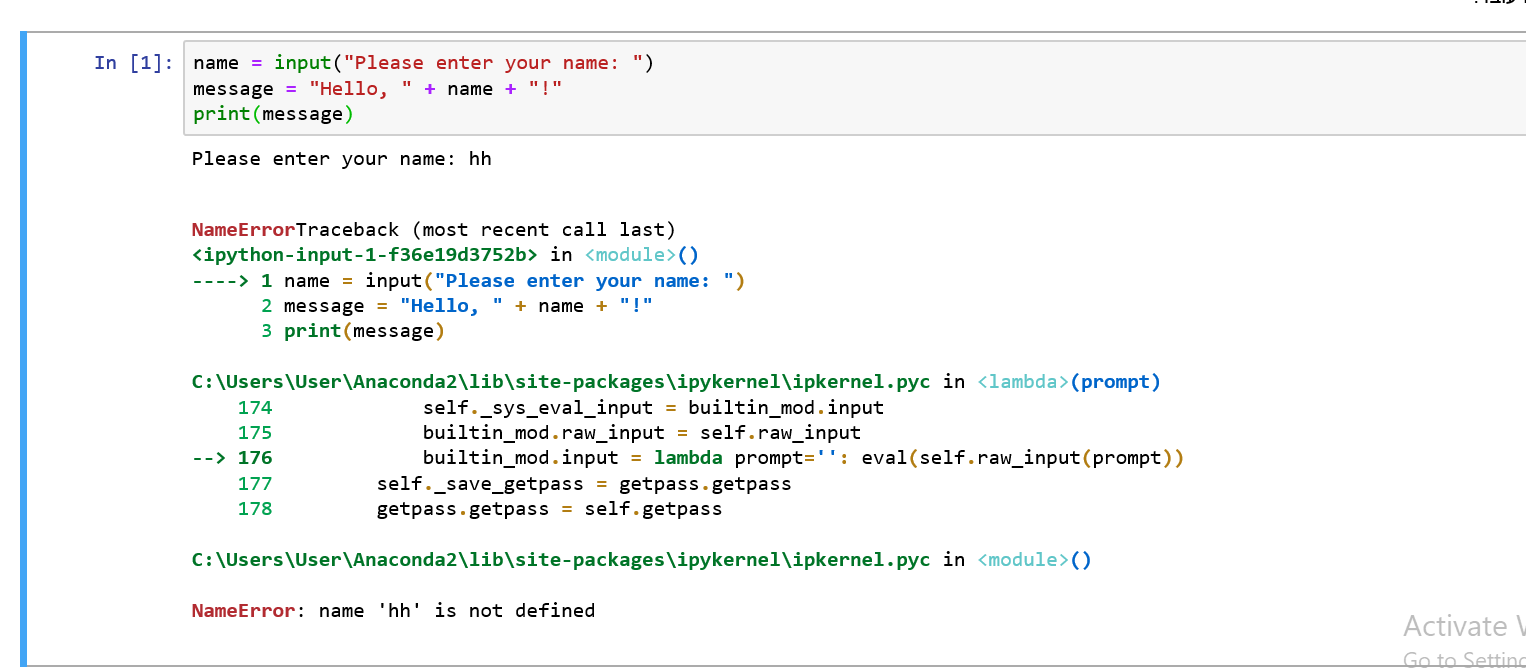 In [1]: name = input("Please enter your name: ")
message = "Hello, " + name + "!"
print(message)
Please enter your name: hh
NameErrorTraceback (most recent call last)
<ipython-input-1-f36e19d3752b> in <module>()
----> 1 name = input("Please enter your name: ")
      2 message = "Hello, " + name + "!"
      3 print(message)
C:\Users\User\Anaconda2\lib\site-packages\ipykernel\ipkernel.pyc in <lambda>(prompt)
    174             self._sys_eval_input = builtin_mod.input
    175             builtin_mod.raw_input = self.raw_input
--> 176             builtin_mod.input = lambda prompt='': eval(self.raw_input(prompt))
    177         self._save_getpass = getpass.getpass
    178         getpass.getpass = self.getpass
C:\Users\User\Anaconda2\lib\site-packages\ipykernel\ipkernel.pyc in <module>()
NameError: name 'hh' is not defined
Activate
Go to